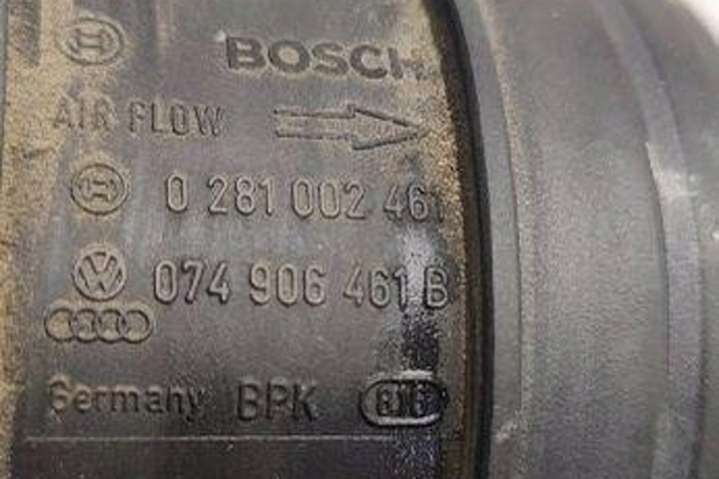 BOSCH
AIR FLOW
0 281 002 461
074 906 461 B
Germany BPK